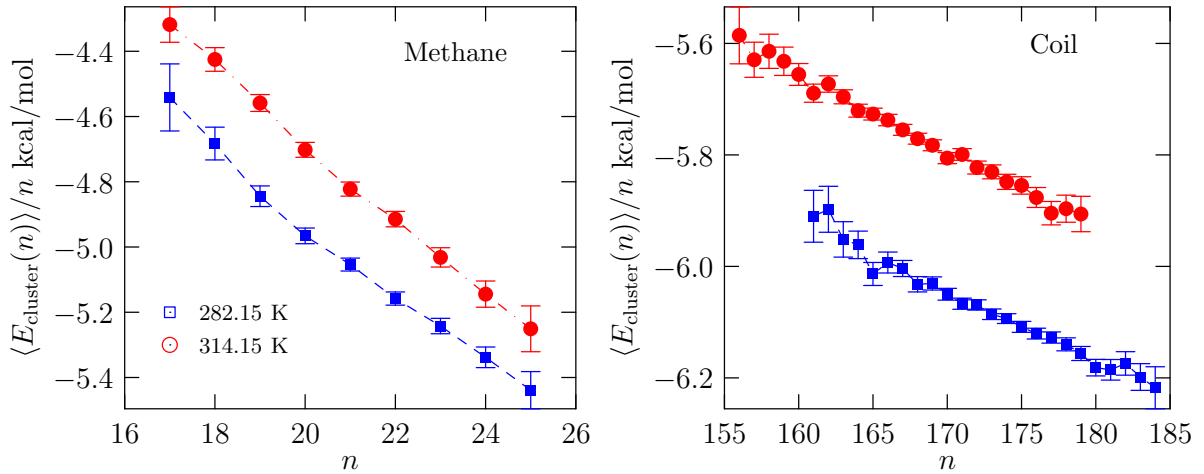 ⟨E_cluster(n)⟩/n kcal/mol
Methane
−4.4
−4.6
−4.8
−5.0
−5.2
−5.4
282.15 K
314.15 K
16 18 20 22 24 26
n
⟨E_cluster(n)⟩/n kcal/mol
Coil
−5.6
−5.8
−6.0
−6.2
155 160 165 170 175 180 185
n